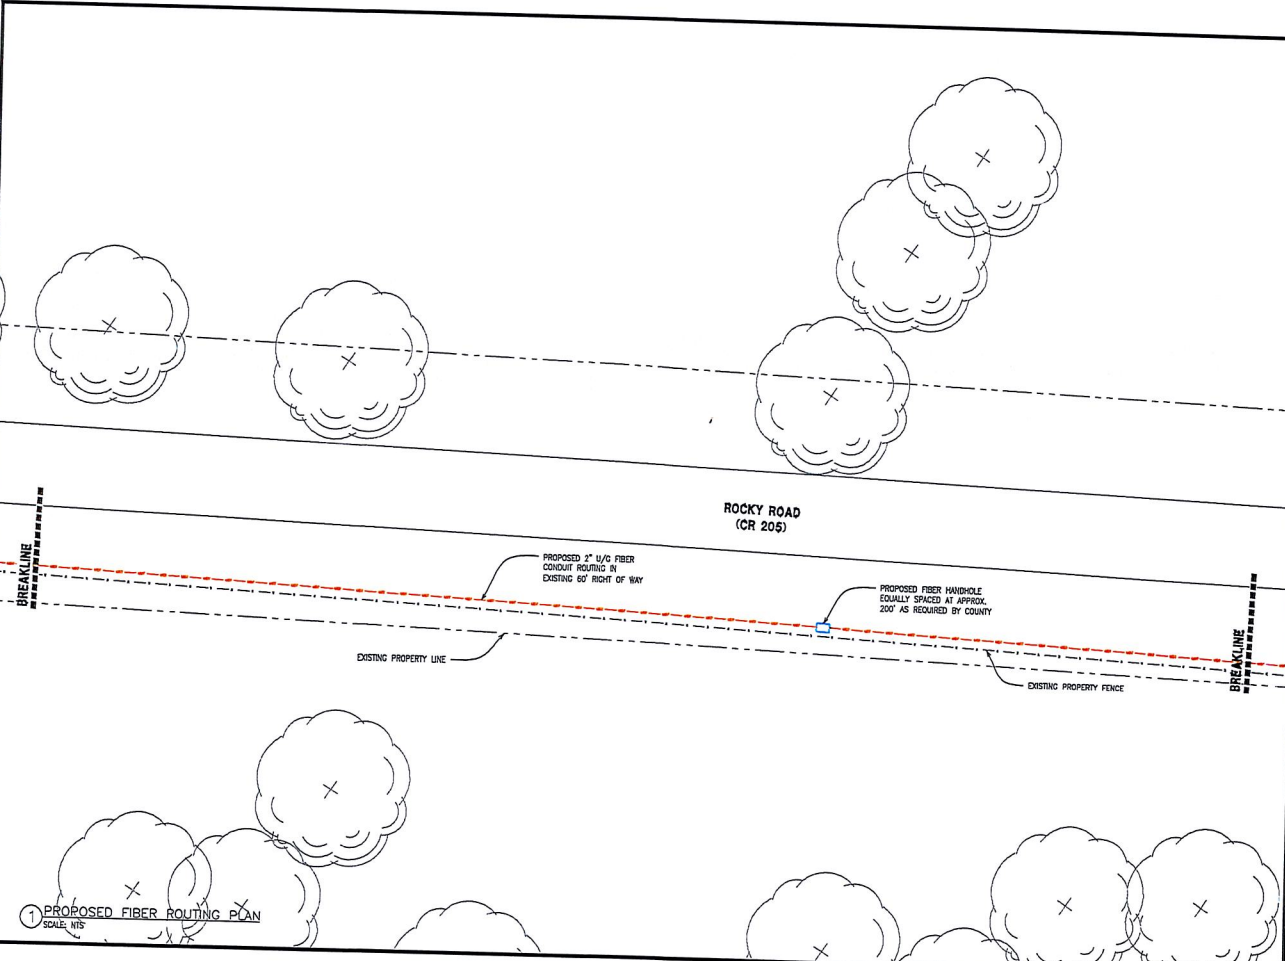 ROCKY ROAD
(CR 205)
BREAKLINE
PROPOSED 2" U/G FIBER
CONDUIT ROUTING IN
EXISTING 60' RIGHT OF WAY
PROPOSED FIBER HANDHOLE
EQUALLY SPACED AT APPROX.
200' AS REQUIRED BY COUNTY
EXISTING PROPERTY LINE
EXISTING PROPERTY FENCE
BREAKLINE
1 PROPOSED FIBER ROUTING PLAN
SCALE: NTS